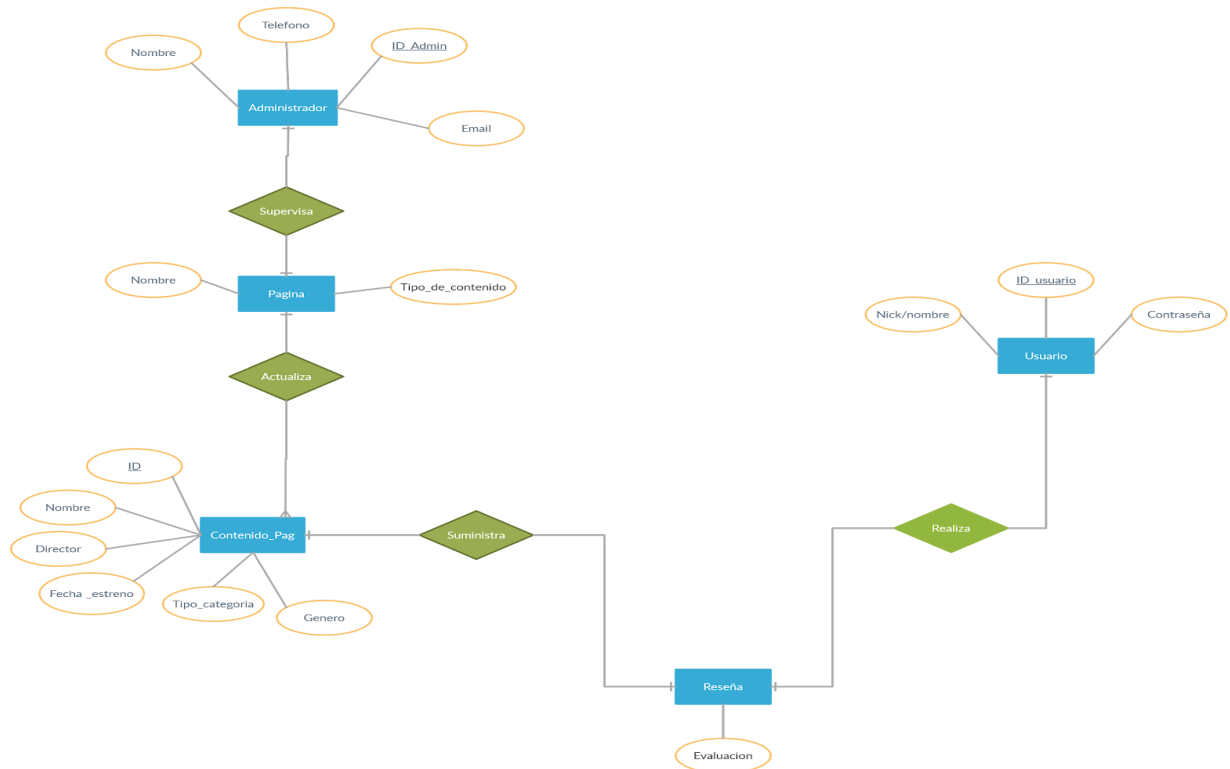 Telefono
Nombre
ID_Admin
Administrador
Email
Supervisa
Nombre
Pagina
Tipo_de_contenido
ID_usuario
Nick/nombre
Contraseña
Usuario
Actualiza
ID
Nombre
Director
Contenido_Pag
Suministra
Realiza
Fecha _estreno
Tipo_categoria
Genero
Reseña
Evaluacion